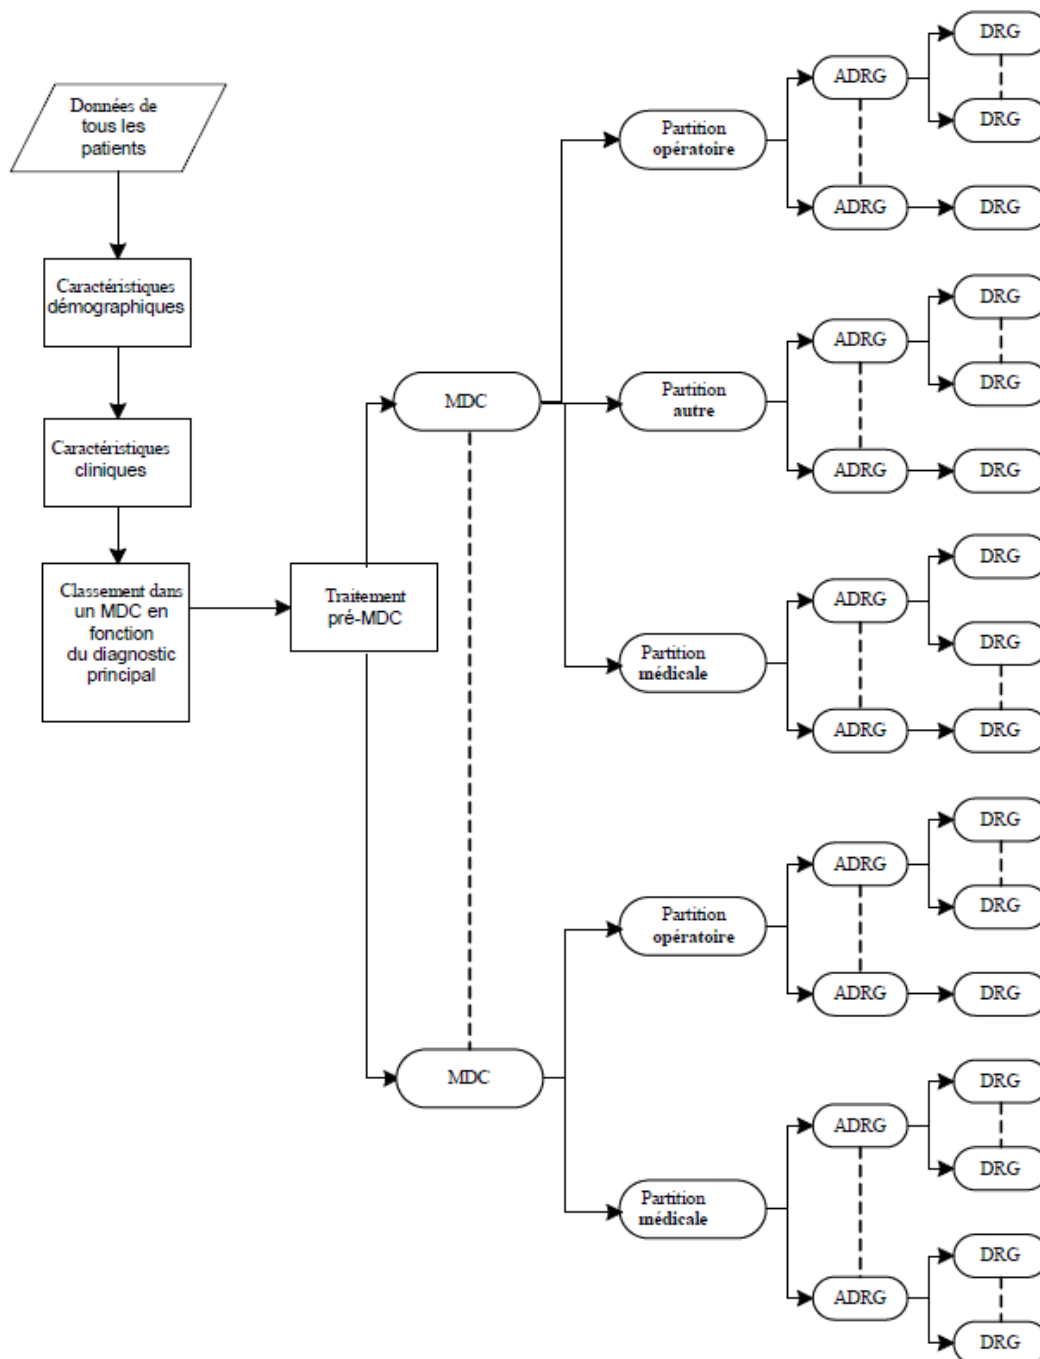 Données de
tous les
patients
Caractéristiques
démographiques
Caractéristiques
cliniques
Classement dans
un MDC en
fonction
du diagnostic
principal
Traitement
pré-MDC
MDC
Partition
opératoire
ADRG
DRG
DRG
ADRG
DRG
Partition
autre
ADRG
DRG
DRG
ADRG
DRG
Partition
médicale
ADRG
DRG
DRG
ADRG
DRG
MDC
Partition
opératoire
ADRG
DRG
DRG
ADRG
DRG
Partition
médicale
ADRG
DRG
DRG
ADRG
DRG
DRG